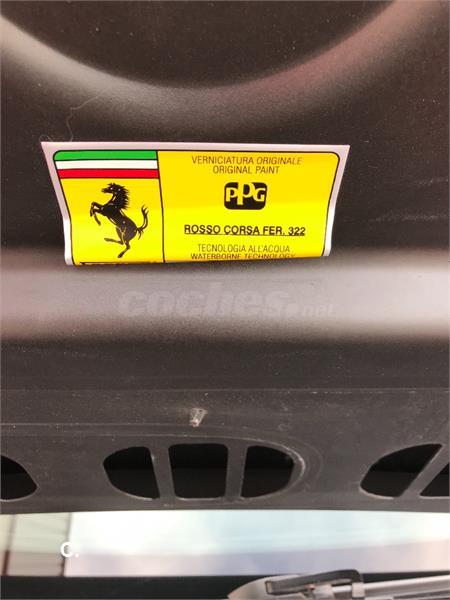 VERNICIATURA ORIGINALE
ORIGINAL PAINT
PPG
ROSSO CORSA FER. 322
TECNOLOGIA ALL'ACQUA
WATERBORNE TECHNOLOGY
coches.net
C.